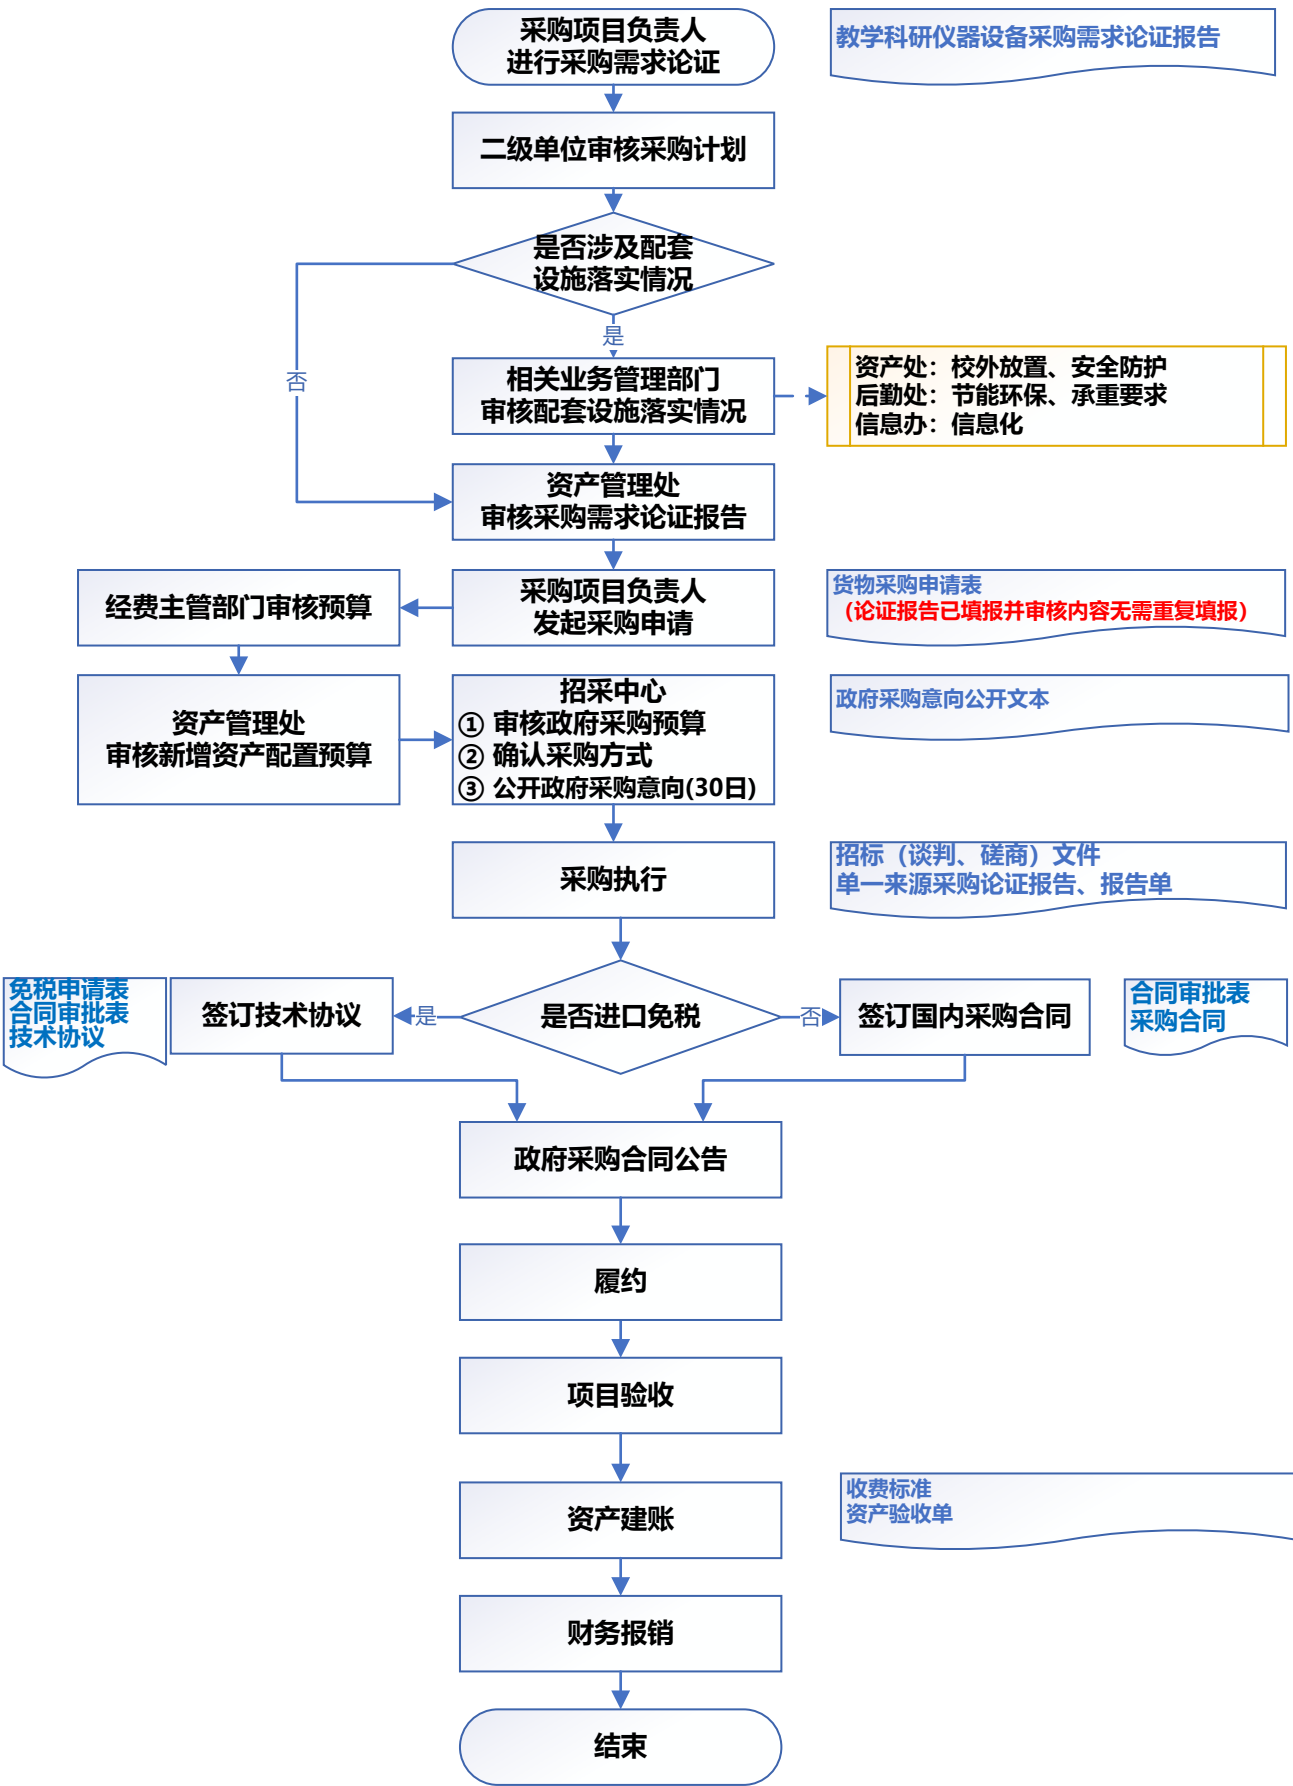 采购项目负责人
进行采购需求论证
教学科研仪器设备采购需求论证报告
二级单位审核采购计划
是否涉及配套
设施落实情况
是
否
相关业务管理部门
审核配套设施落实情况
资产处：校外放置、安全防护
后勤处：节能环保、承重要求
信息办：信息化
资产管理处
审核采购需求论证报告
经费主管部门审核预算
采购项目负责人
发起采购申请
货物采购申请表
（论证报告已填报并审核内容无需重复填报）
资产管理处
审核新增资产配置预算
招采中心
① 审核政府采购预算
② 确认采购方式
③ 公开政府采购意向(30日)
政府采购意向公开文本
采购执行
招标（谈判、磋商）文件
单一来源采购论证报告、报告单
免税申请表
合同审批表
技术协议
签订技术协议
是
是否进口免税
否
签订国内采购合同
合同审批表
采购合同
政府采购合同公告
履约
项目验收
资产建账
收费标准
资产验收单
财务报销
结束